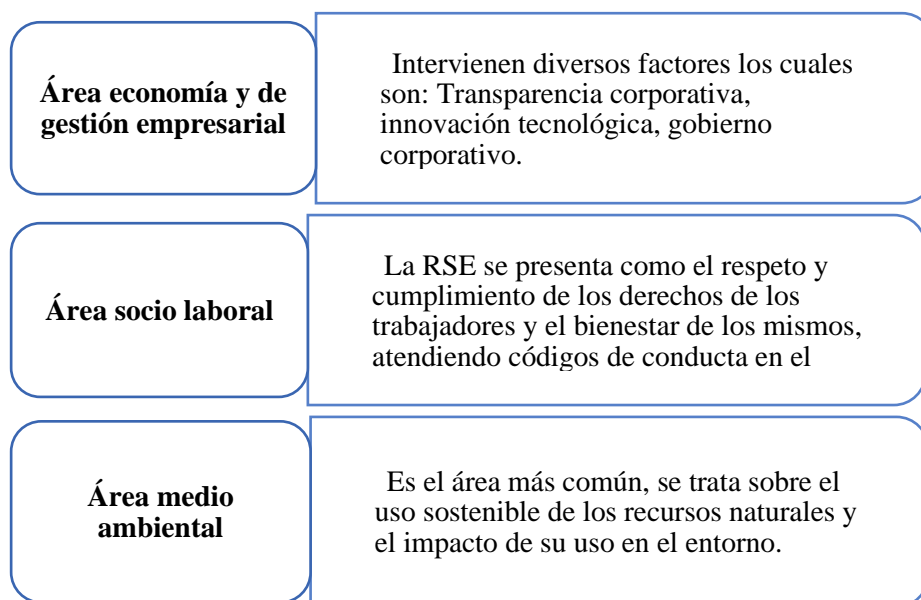 Área economía y de
gestión empresarial
Intervienen diversos factores los cuales
son: Transparencia corporativa,
innovación tecnológica, gobierno
corporativo.
Área socio laboral
La RSE se presenta como el respeto y
cumplimiento de los derechos de los
trabajadores y el bienestar de los mismos,
atendiendo códigos de conducta en el
Área medio
ambiental
Es el área más común, se trata sobre el
uso sostenible de los recursos naturales y
el impacto de su uso en el entorno.